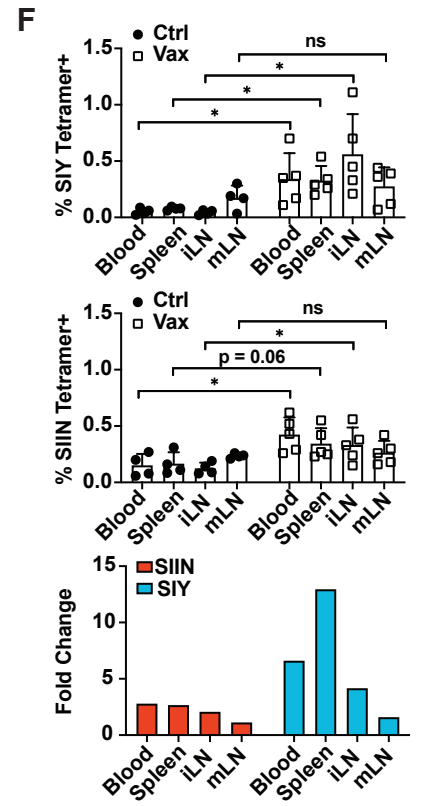 F
Ctrl
Vax
ns
*
*
*
% SIY Tetramer+
1.5
1.0
0.5
0.0
Blood
Spleen
iLN
mLN
Blood
Spleen
iLN
mLN
Ctrl
Vax
ns
*
p = 0.06
*
% SIIN Tetramer+
1.5
1.0
0.5
0.0
Blood
Spleen
iLN
mLN
Blood
Spleen
iLN
mLN
SIIN
SIY
Fold Change
15
10
5
0
Blood
Spleen
iLN
mLN
Blood
Spleen
iLN
mLN